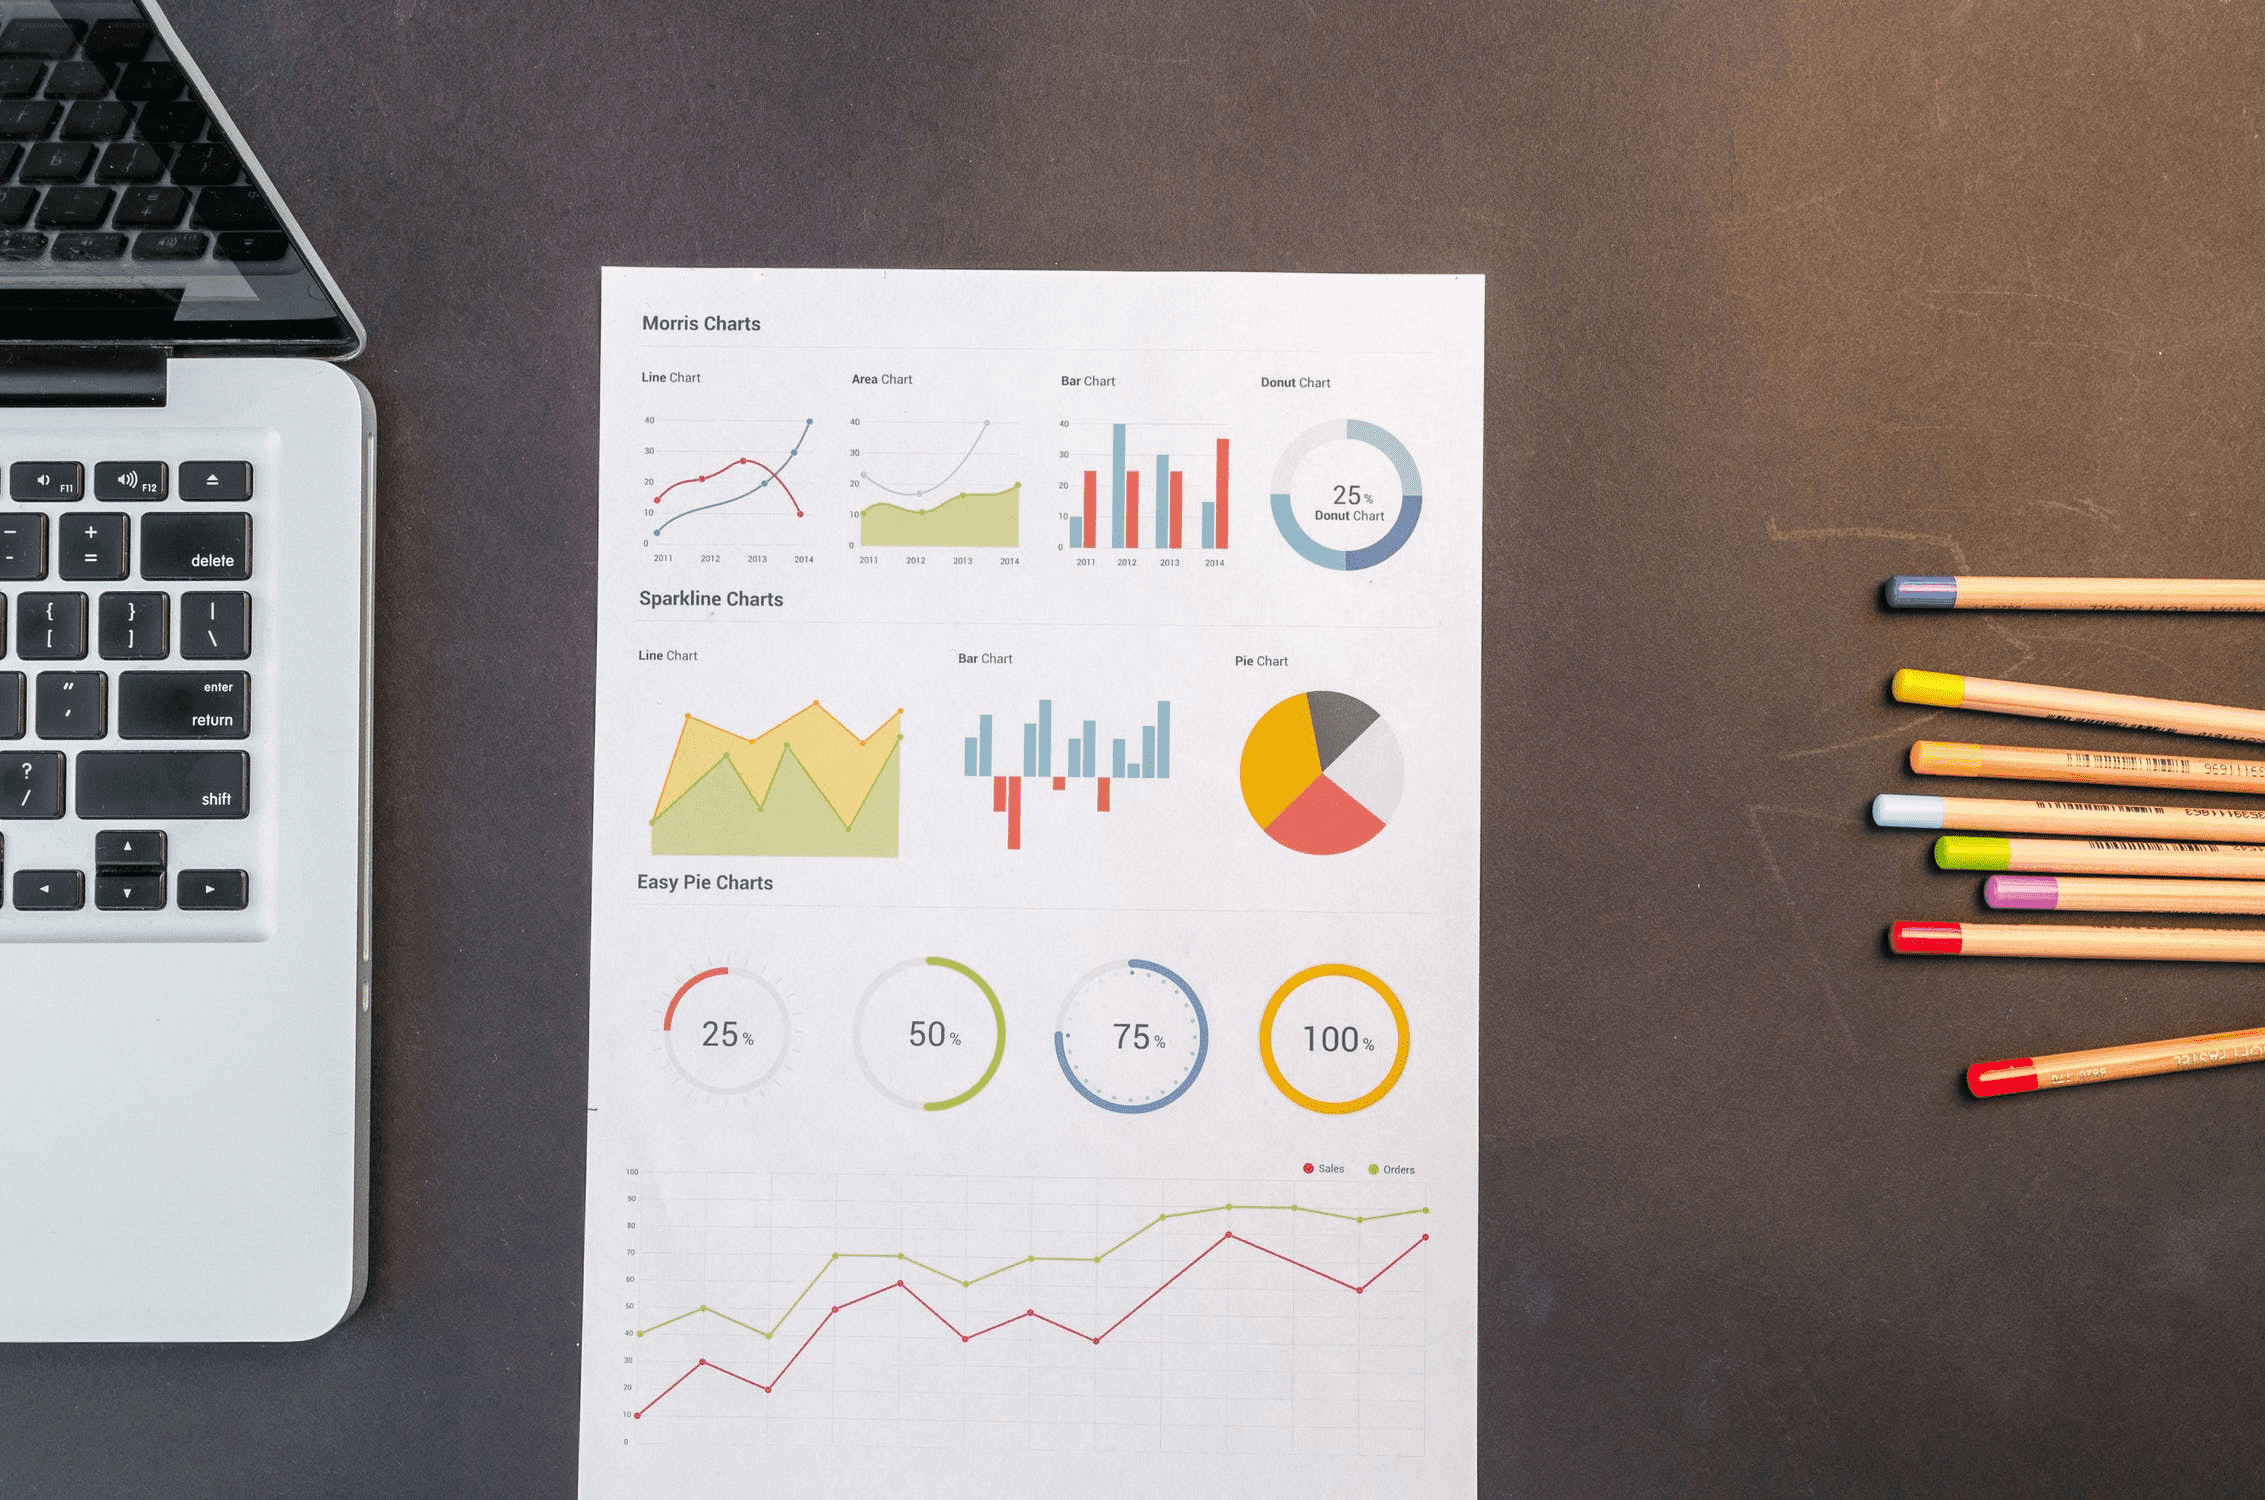 Morris Charts
Line Chart
Area Chart
Bar Chart
Donut Chart
40
30
20
10
0
2011 2012 2013 2014
40
30
20
10
0
2011 2012 2013 2014
40
30
20
10
0
2011 2012 2013 2014
25%
Donut Chart
Sparkline Charts
Line Chart
Bar Chart
Pie Chart
Easy Pie Charts
25%
50%
75%
100%
Sales
Orders
100
90
80
70
60
50
40
30
20
10
0
F11
F12
- -
+ =
delete
{ [
} ]
| \
" '
enter
return
? /
shift